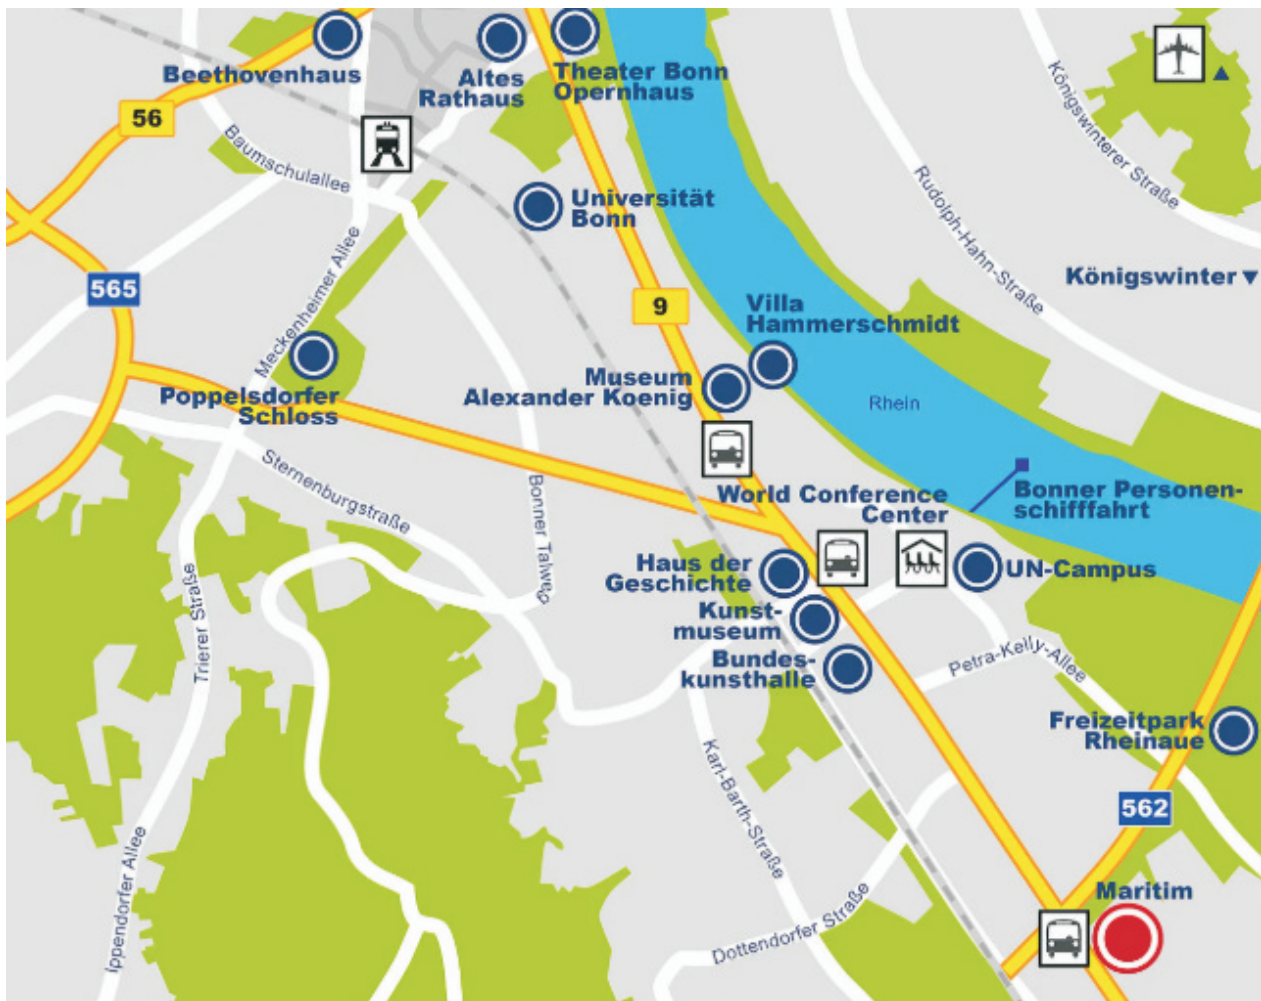 Beethovenhaus
Altes
Rathaus
Theater Bonn
Opernhaus
56
Baumschulallee
Königswinterer Straße
Rudolph-Hahn-Straße
Universität
Bonn
Königswinter
565
Meckenheimer Allee
9
Villa
Hammerschmidt
Museum
Alexander Koenig
Poppelsdorfer
Schloss
Rhein
Sternenburgstraße
Bonner Talweg
World Conference
Center
Bonner Personen-
schifffahrt
Haus der
Geschichte
UN-Campus
Kunst-
museum
Trierer Straße
Bundes-
kunsthalle
Petra-Kelly-Allee
Freizeitpark
Rheinaue
Karl-Barth-Straße
562
Ippendorfer Allee
Maritim
Dottendorfer Straße